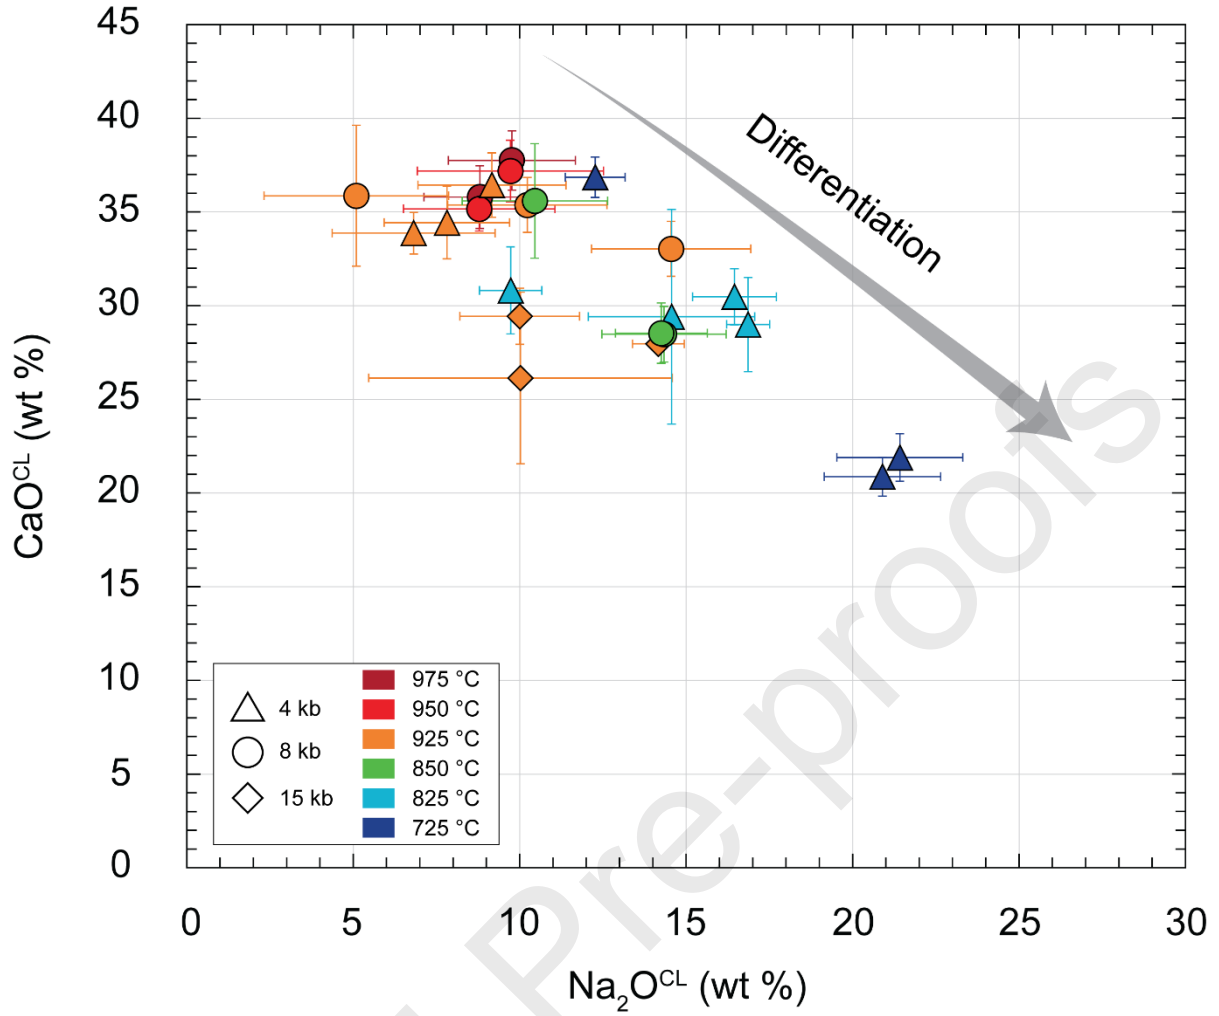 45
40
35
30
25
20
15
10
5
0
CaO^CL (wt %)
Differentiation
4 kb
8 kb
15 kb
975 °C
950 °C
925 °C
850 °C
825 °C
725 °C
0 5 10 15 20 25 30
Na₂O^CL (wt %)
Pre-proofs